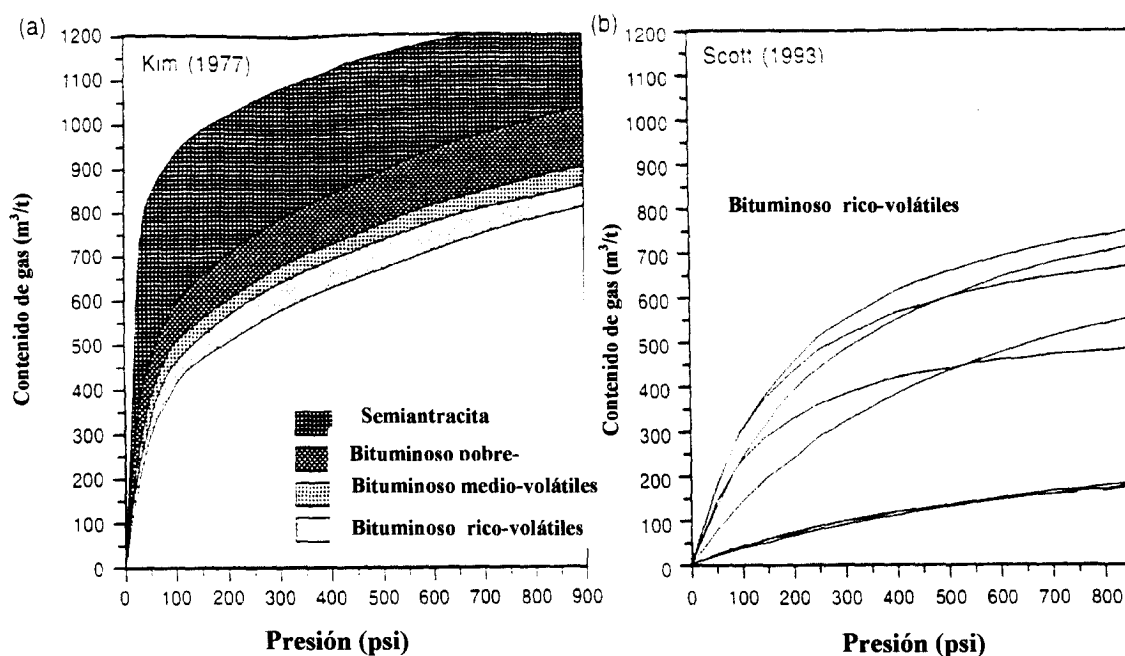 (a)
Kim (1977)
Contenido de gas (m³/t)
1200
1100
1000
900
800
700
600
500
400
300
200
100
0
Semiantracita
Bituminoso pobre-
Bituminoso medio-volátiles
Bituminoso rico-volátiles
0 100 200 300 400 500 600 700 800 900
Presión (psi)
(b)
Scott (1993)
Contenido de gas (m³/t)
1200
1100
1000
900
800
700
600
500
400
300
200
100
0
Bituminoso rico-volátiles
0 100 200 300 400 500 600 700 800
Presión (psi)